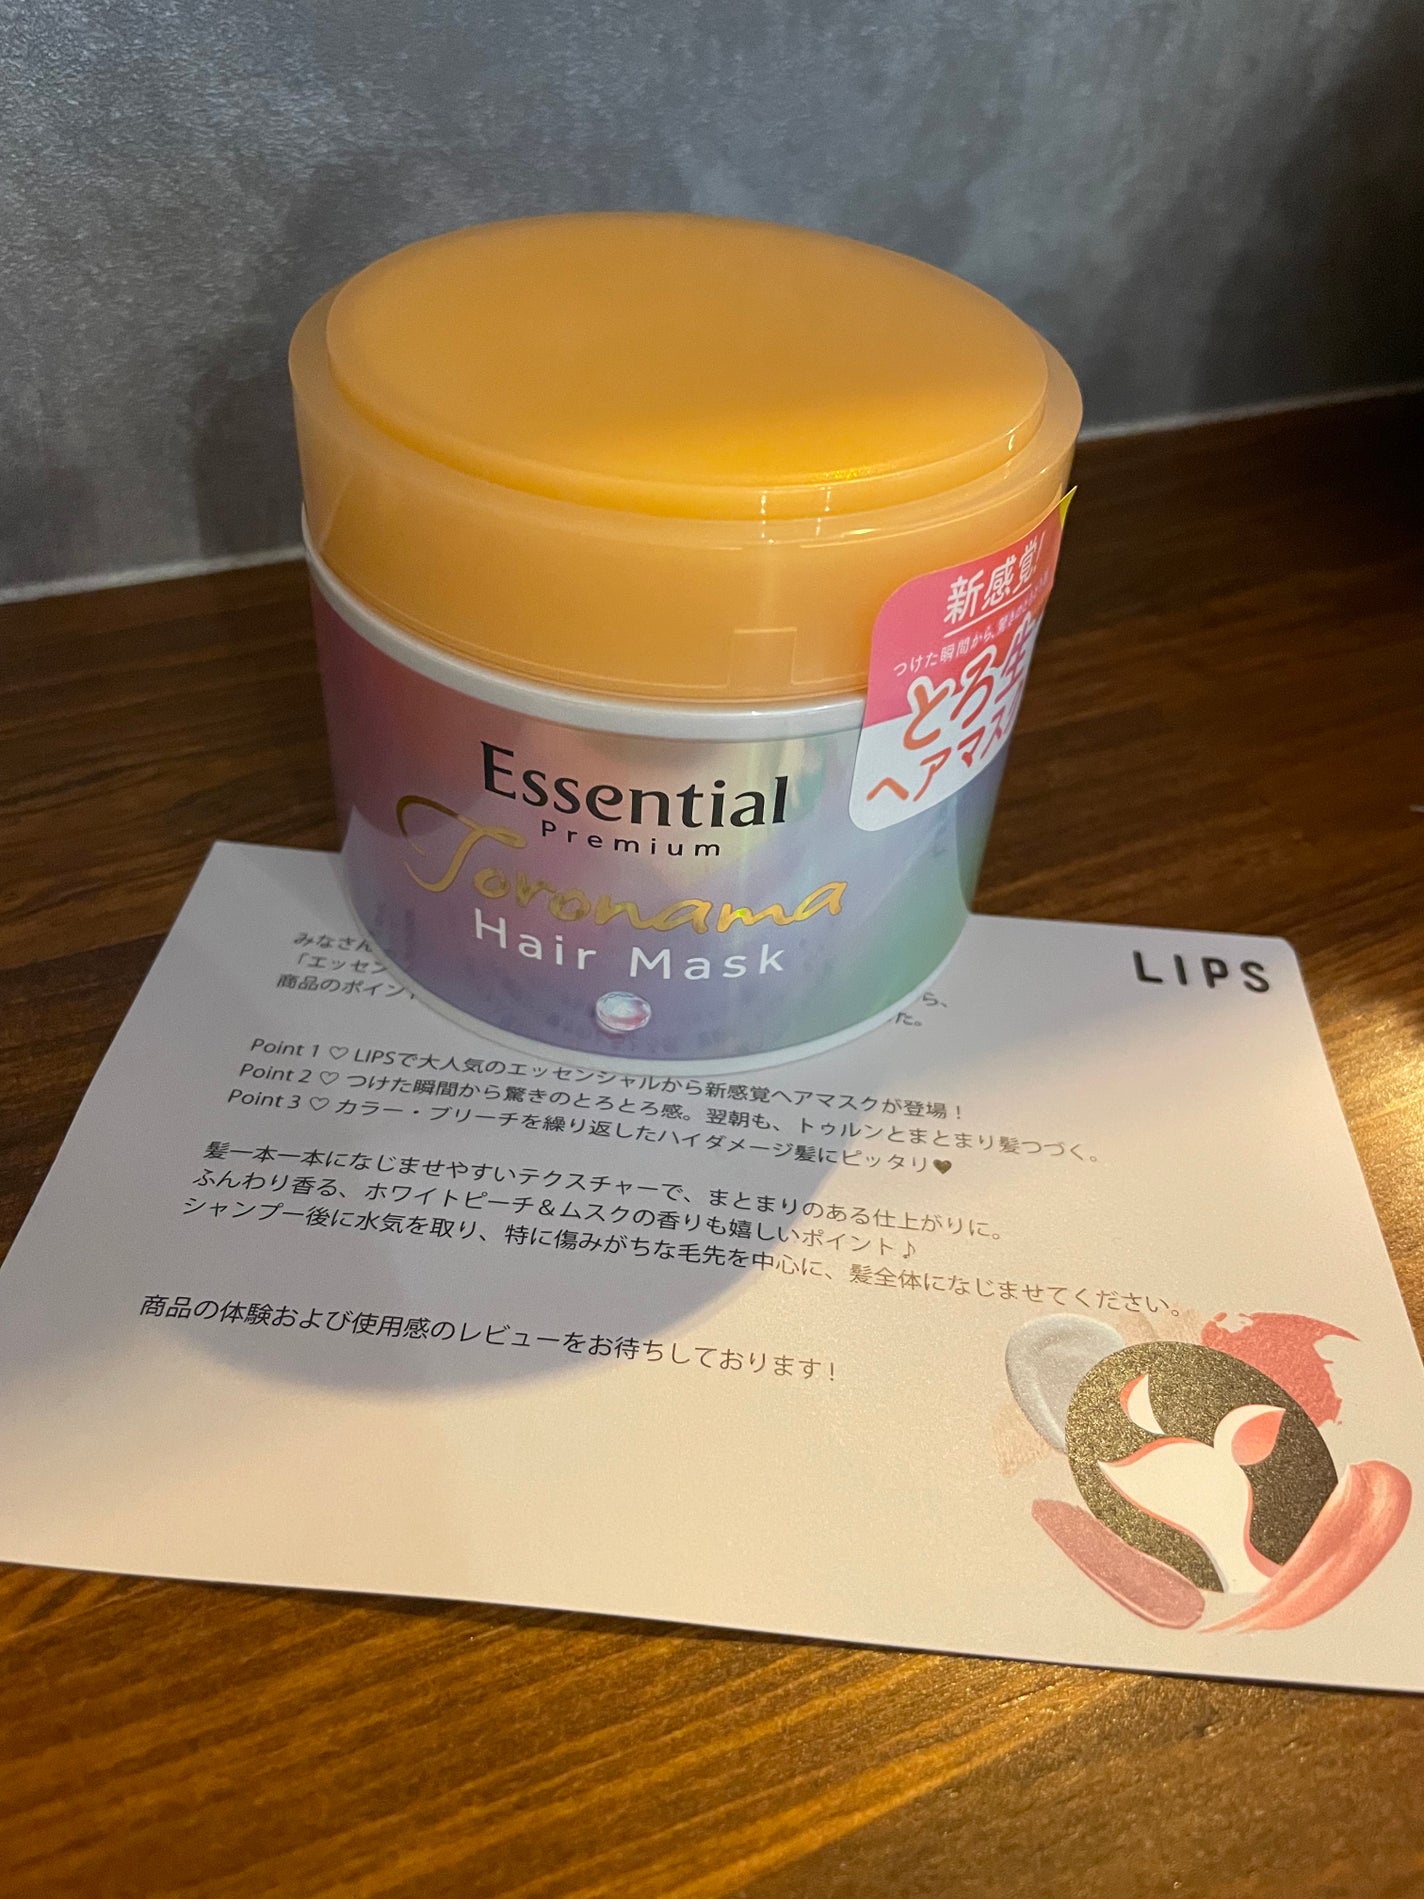 新感覚!
つけた瞬間から、驚きの
とろ生
ヘアマスク
Essential
Premium
Toronama
Hair Mask
LIPS
みなさん
「エッセン ら、
商品のポイン た。
Point 1 ♡ LIPSで大人気のエッセンシャルから新感覚ヘアマスクが登場！
Point 2 ♡ つけた瞬間から驚きのとろとろ感。翌朝も、トゥルンとまとまり髪つづく。
Point 3 ♡ カラー・ブリーチを繰り返したハイダメージ髪にピッタリ♥
髪一本一本になじませやすいテクスチャーで、まとまりのある仕上がりに。
ふんわり香る、ホワイトピーチ＆ムスクの香りも嬉しいポイント♪
シャンプー後に水気を取り、特に傷みがちな毛先を中心に、髪全体になじませてください。
商品の体験および使用感のレビューをお待ちしております！